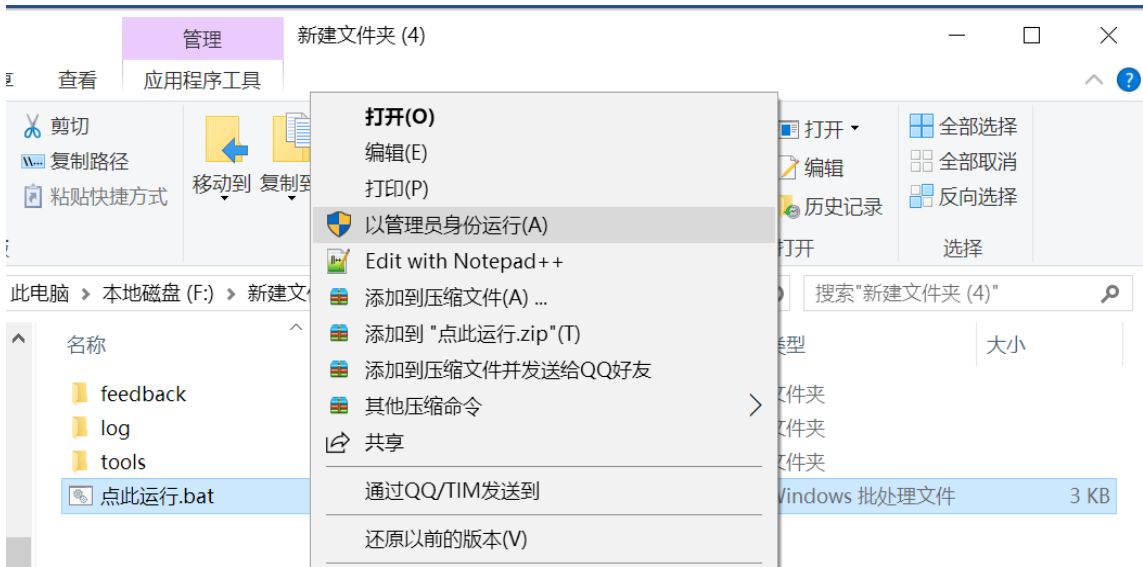 管理
新建文件夹 (4)
查看
应用程序工具
剪切
复制路径
粘贴快捷方式
移动到
复制到
打开(O)
编辑(E)
打印(P)
以管理员身份运行(A)
Edit with Notepad++
添加到压缩文件(A) ...
添加到 "点此运行.zip"(T)
添加到压缩文件并发送给QQ好友
其他压缩命令
共享
通过QQ/TIM发送到
还原以前的版本(V)
打开
编辑
历史记录
打开
全部选择
全部取消
反向选择
选择
此电脑 › 本地磁盘 (F:) › 新建文
搜索"新建文件夹 (4)"
名称
类型
大小
feedback
文件夹
log
文件夹
tools
文件夹
点此运行.bat
Windows 批处理文件
3 KB